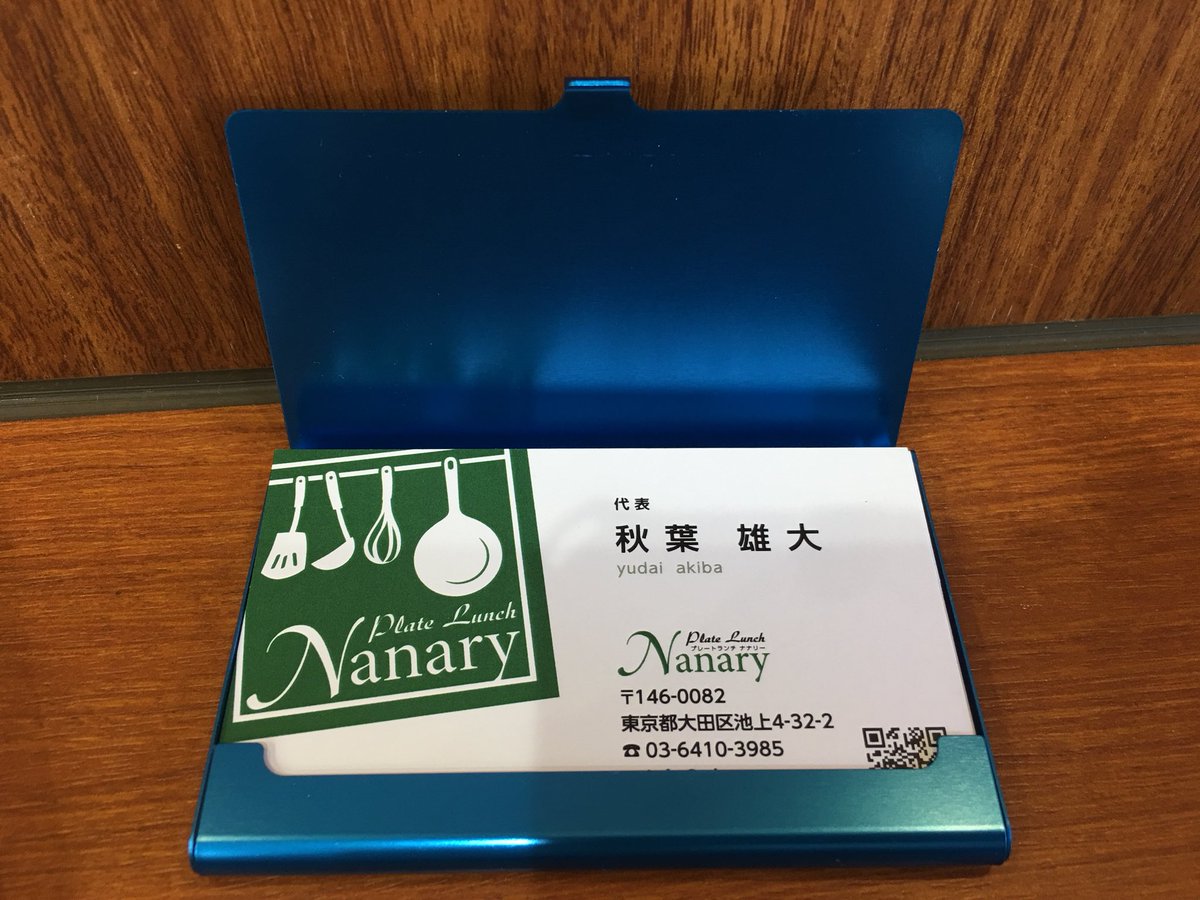 Plate Lunch
Nanary
代表
秋葉 雄大
yudai akiba
Plate Lunch
プレートランチ ナナリー
Nanary
〒146-0082
東京都大田区池上4-32-2
☎03-6410-3985